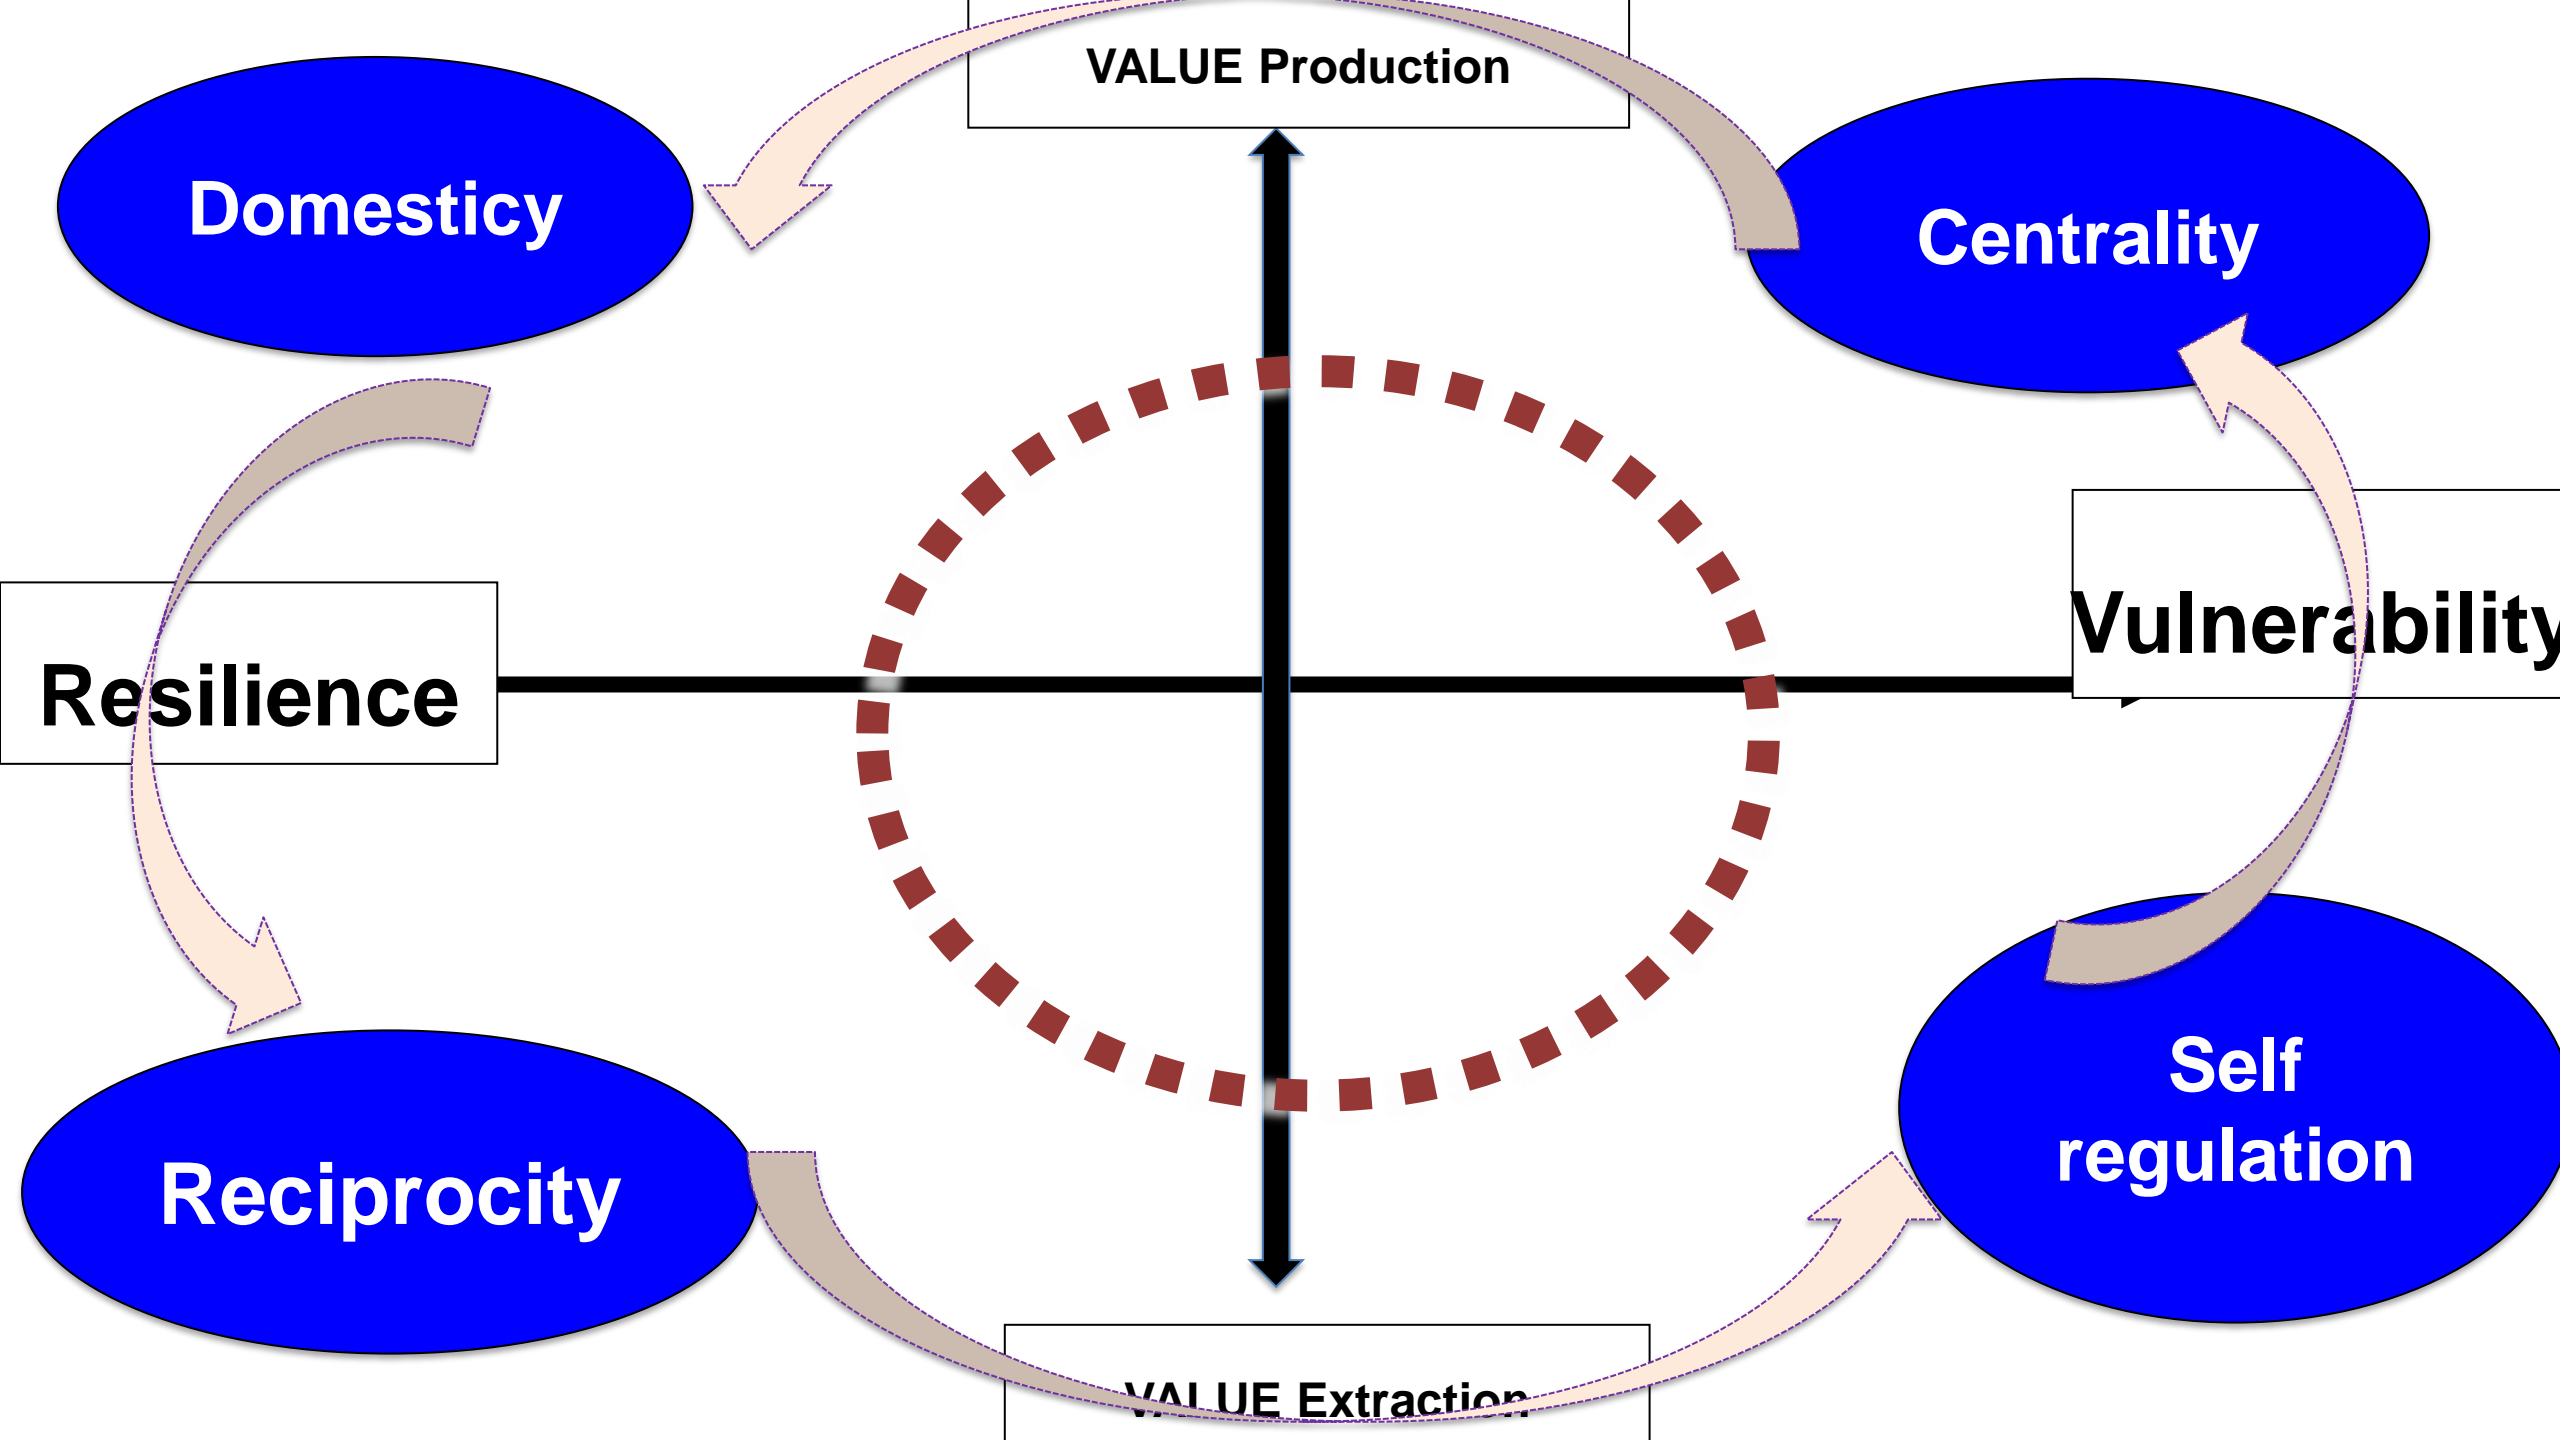 VALUE Production
Domesticy
Centrality
Vulnerability
Resilience
Self
regulation
Reciprocity
VALUE Extraction